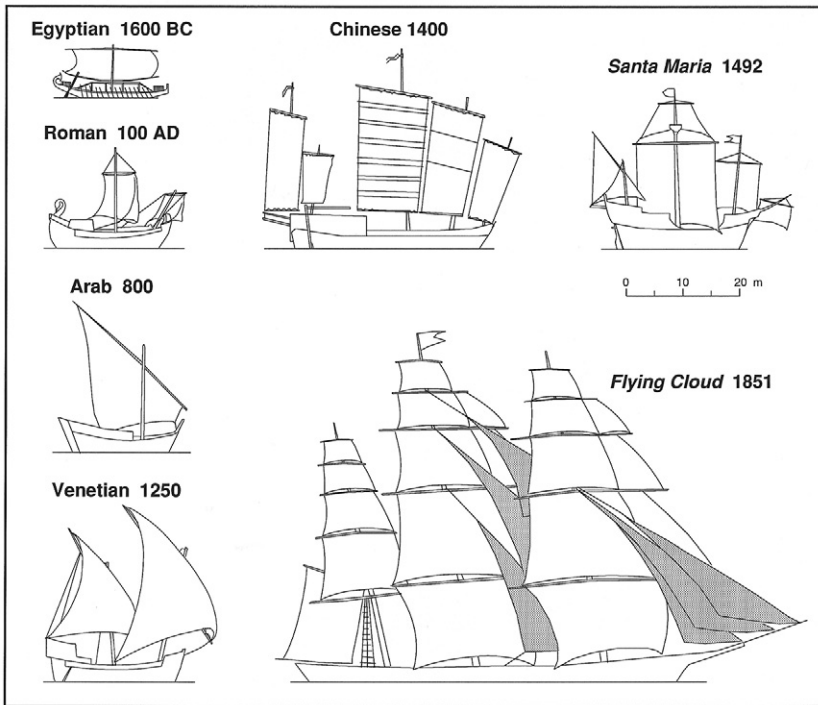 Egyptian 1600 BC
Chinese 1400
Santa Maria 1492
Roman 100 AD
Arab 800
0 10 20 m
Flying Cloud 1851
Venetian 1250